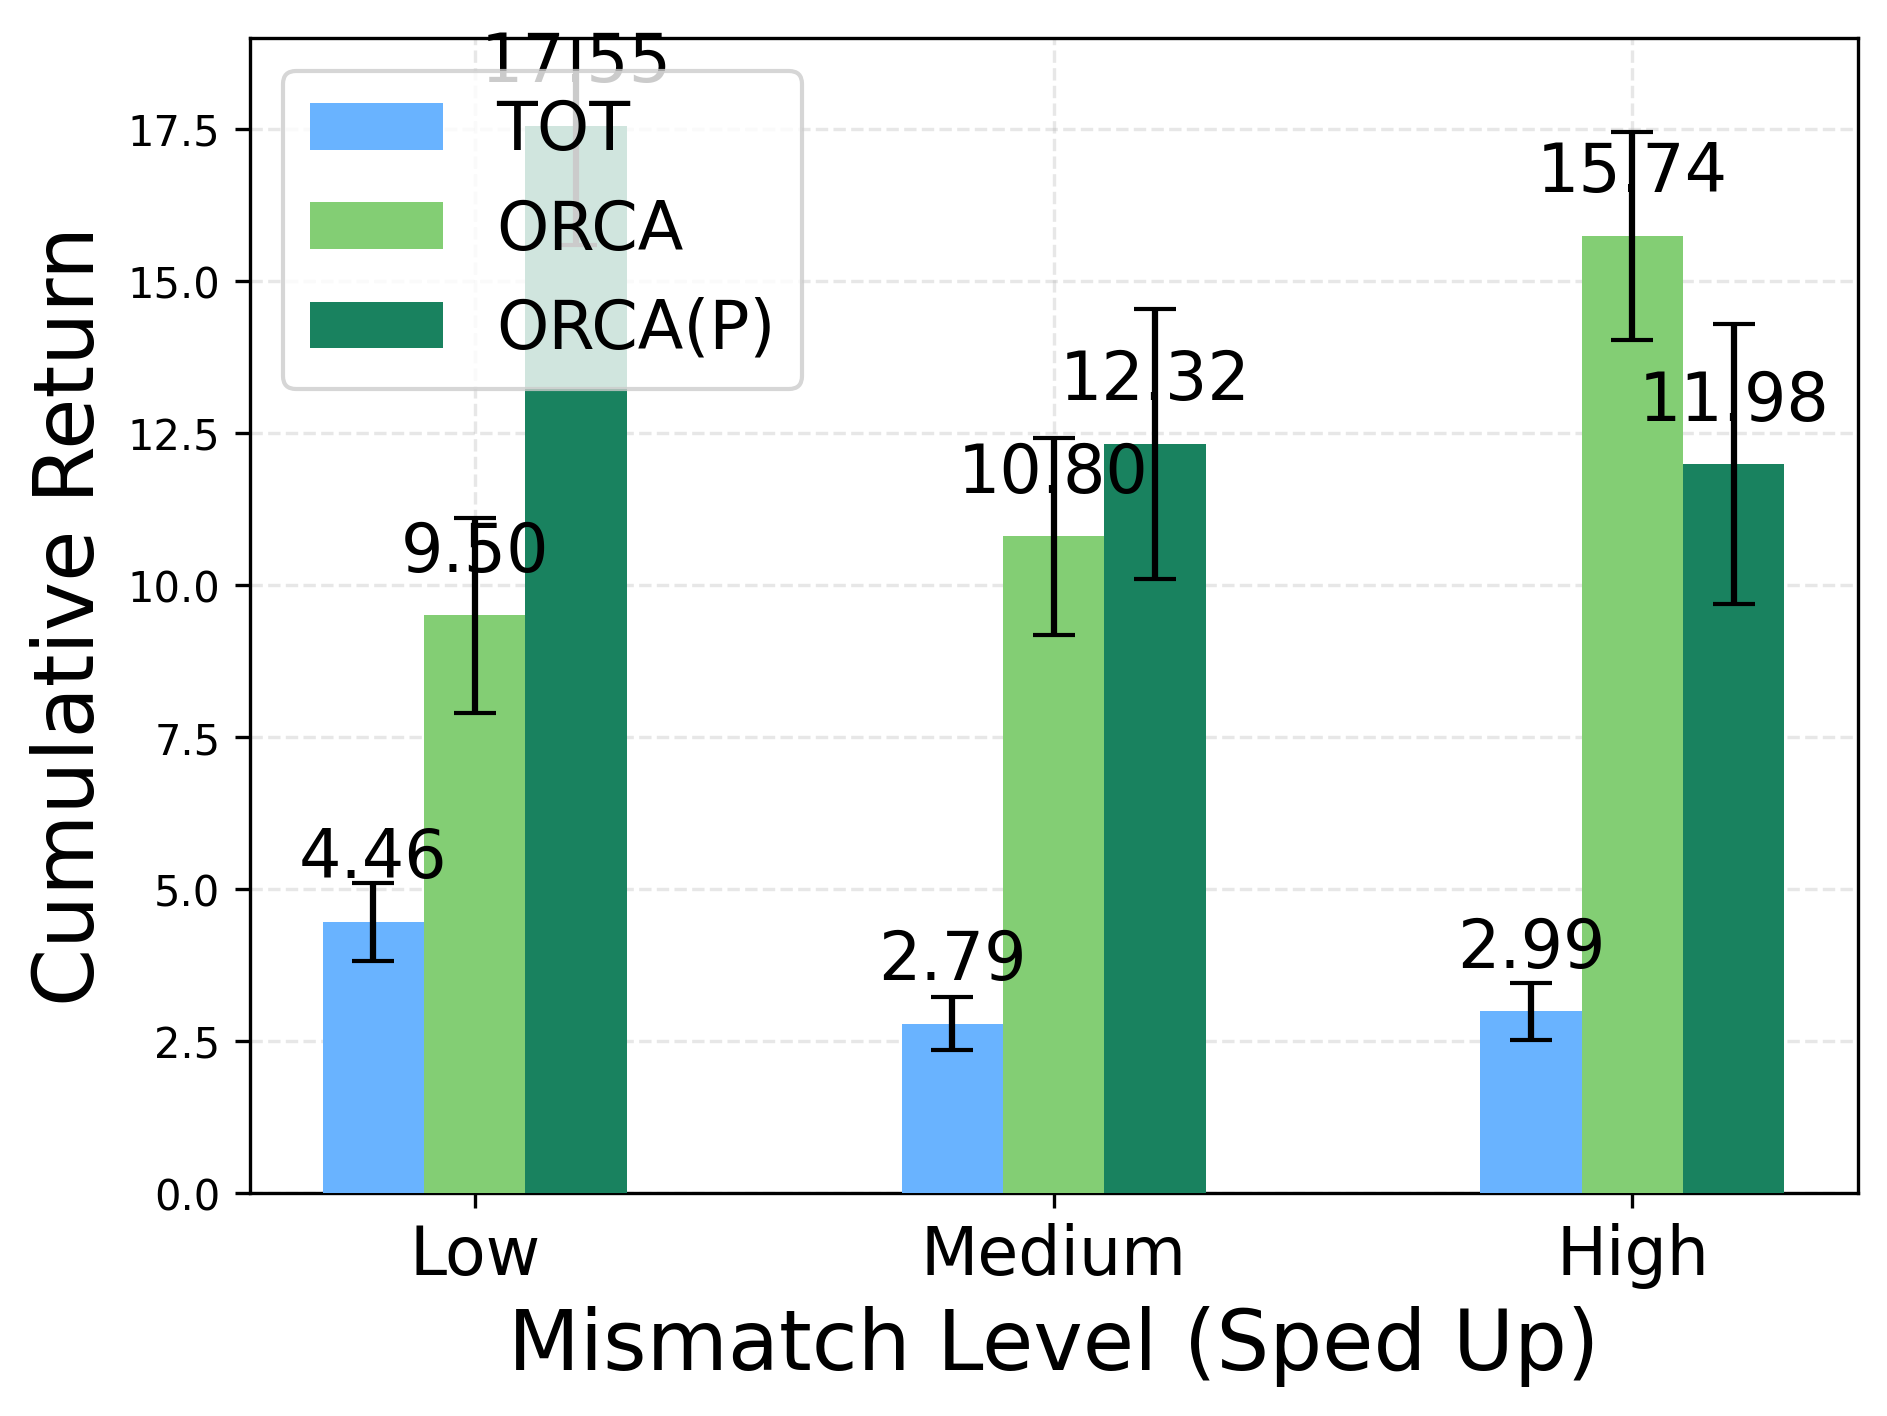 Cumulative Return
17.5
15.0
12.5
10.0
7.5
5.0
2.5
0.0
TOT
ORCA
ORCA(P)
4.46
9.50
17.55
2.79
10.80
12.32
2.99
15.74
11.98
Low
Medium
High
Mismatch Level (Sped Up)